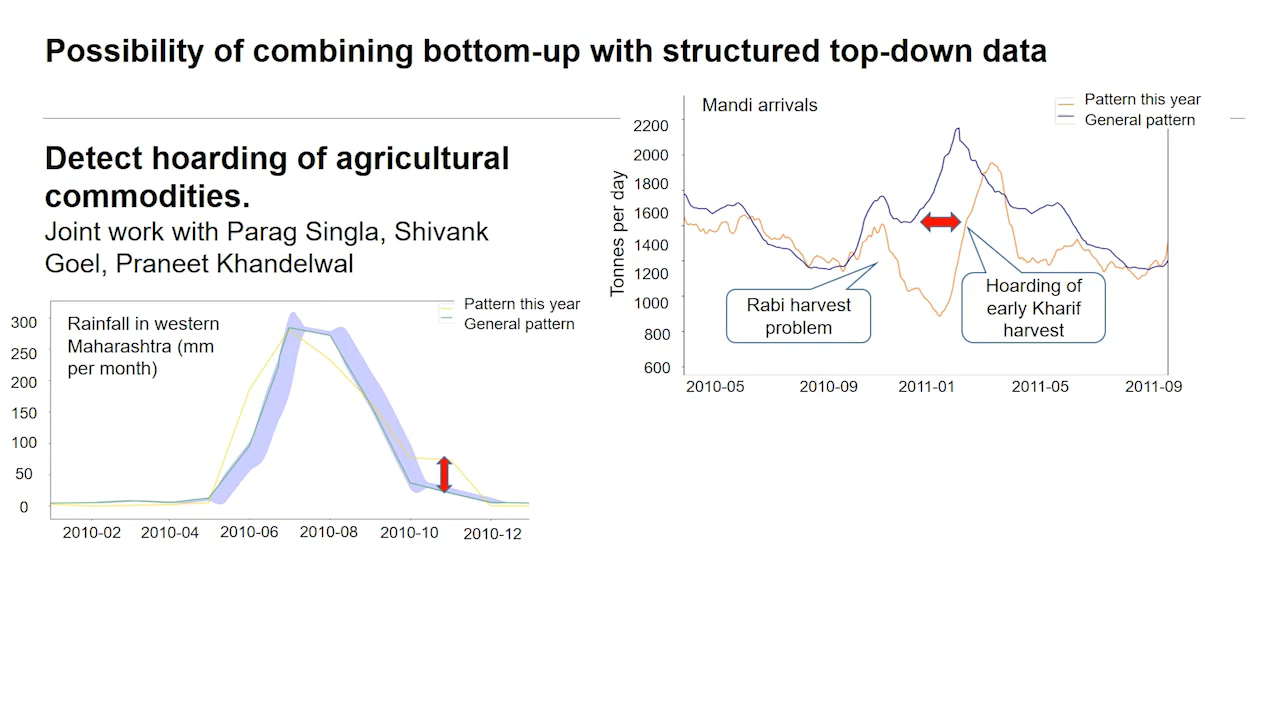 Possibility of combining bottom-up with structured top-down data
Detect hoarding of agricultural
commodities.
Joint work with Parag Singla, Shivank
Goel, Praneet Khandelwal
Rainfall in western
Maharashtra (mm
per month)
Pattern this year
General pattern
300
250
200
150
100
50
0
2010-02 2010-04 2010-06 2010-08 2010-10 2010-12
Mandi arrivals
Pattern this year
General pattern
Tonnes per day
2200
2000
1800
1600
1400
1200
1000
800
600
Rabi harvest
problem
Hoarding of
early Kharif
harvest
2010-05 2010-09 2011-01 2011-05 2011-09